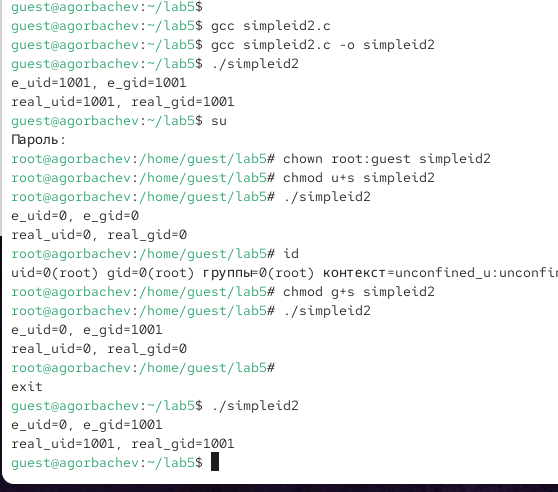 guest@agorbachev:~/lab5$
guest@agorbachev:~/lab5$ gcc simpleid2.c
guest@agorbachev:~/lab5$ gcc simpleid2.c -o simpleid2
guest@agorbachev:~/lab5$ ./simpleid2
e_uid=1001, e_gid=1001
real_uid=1001, real_gid=1001
guest@agorbachev:~/lab5$ su
Пароль:
root@agorbachev:/home/guest/lab5# chown root:guest simpleid2
root@agorbachev:/home/guest/lab5# chmod u+s simpleid2
root@agorbachev:/home/guest/lab5# ./simpleid2
e_uid=0, e_gid=0
real_uid=0, real_gid=0
root@agorbachev:/home/guest/lab5# id
uid=0(root) gid=0(root) группы=0(root) контекст=unconfined_u:unconfi
root@agorbachev:/home/guest/lab5# chmod g+s simpleid2
root@agorbachev:/home/guest/lab5# ./simpleid2
e_uid=0, e_gid=1001
real_uid=0, real_gid=0
root@agorbachev:/home/guest/lab5#
exit
guest@agorbachev:~/lab5$ ./simpleid2
e_uid=0, e_gid=1001
real_uid=1001, real_gid=1001
guest@agorbachev:~/lab5$